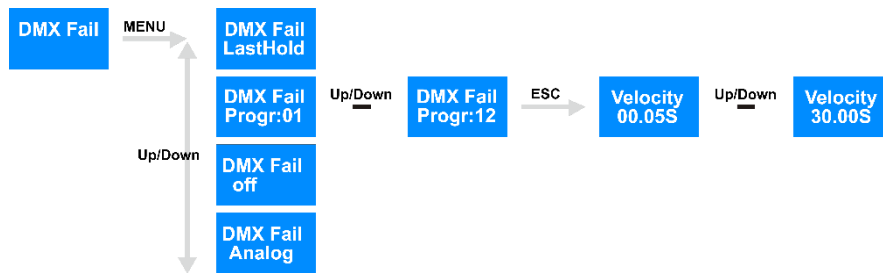 DMX Fail
MENU
DMX Fail
LastHold
DMX Fail
Progr:01
Up/Down
DMX Fail
Progr:12
ESC
Velocity
00.05S
Up/Down
Velocity
30.00S
Up/Down
DMX Fail
off
DMX Fail
Analog